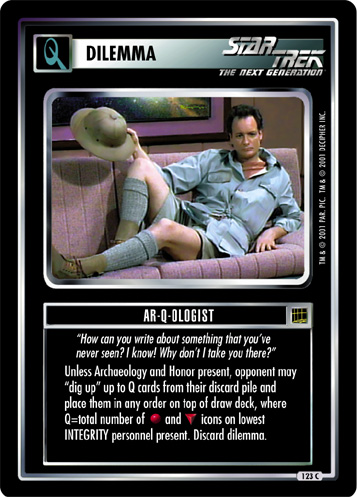 Q DILEMMA
STAR TREK
THE NEXT GENERATION
TM & © 2001 PAR. PIC. TM & © 2001 DECIPHER INC.
AR-Q-OLOGIST
"How can you write about something that you've
never seen? I know! Why don't I take you there?"
Unless Archaeology and Honor present, opponent may
"dig up" up to Q cards from their discard pile and
place them in any order on top of draw deck, where
Q=total number of and icons on lowest
INTEGRITY personnel present. Discard dilemma.
123 C